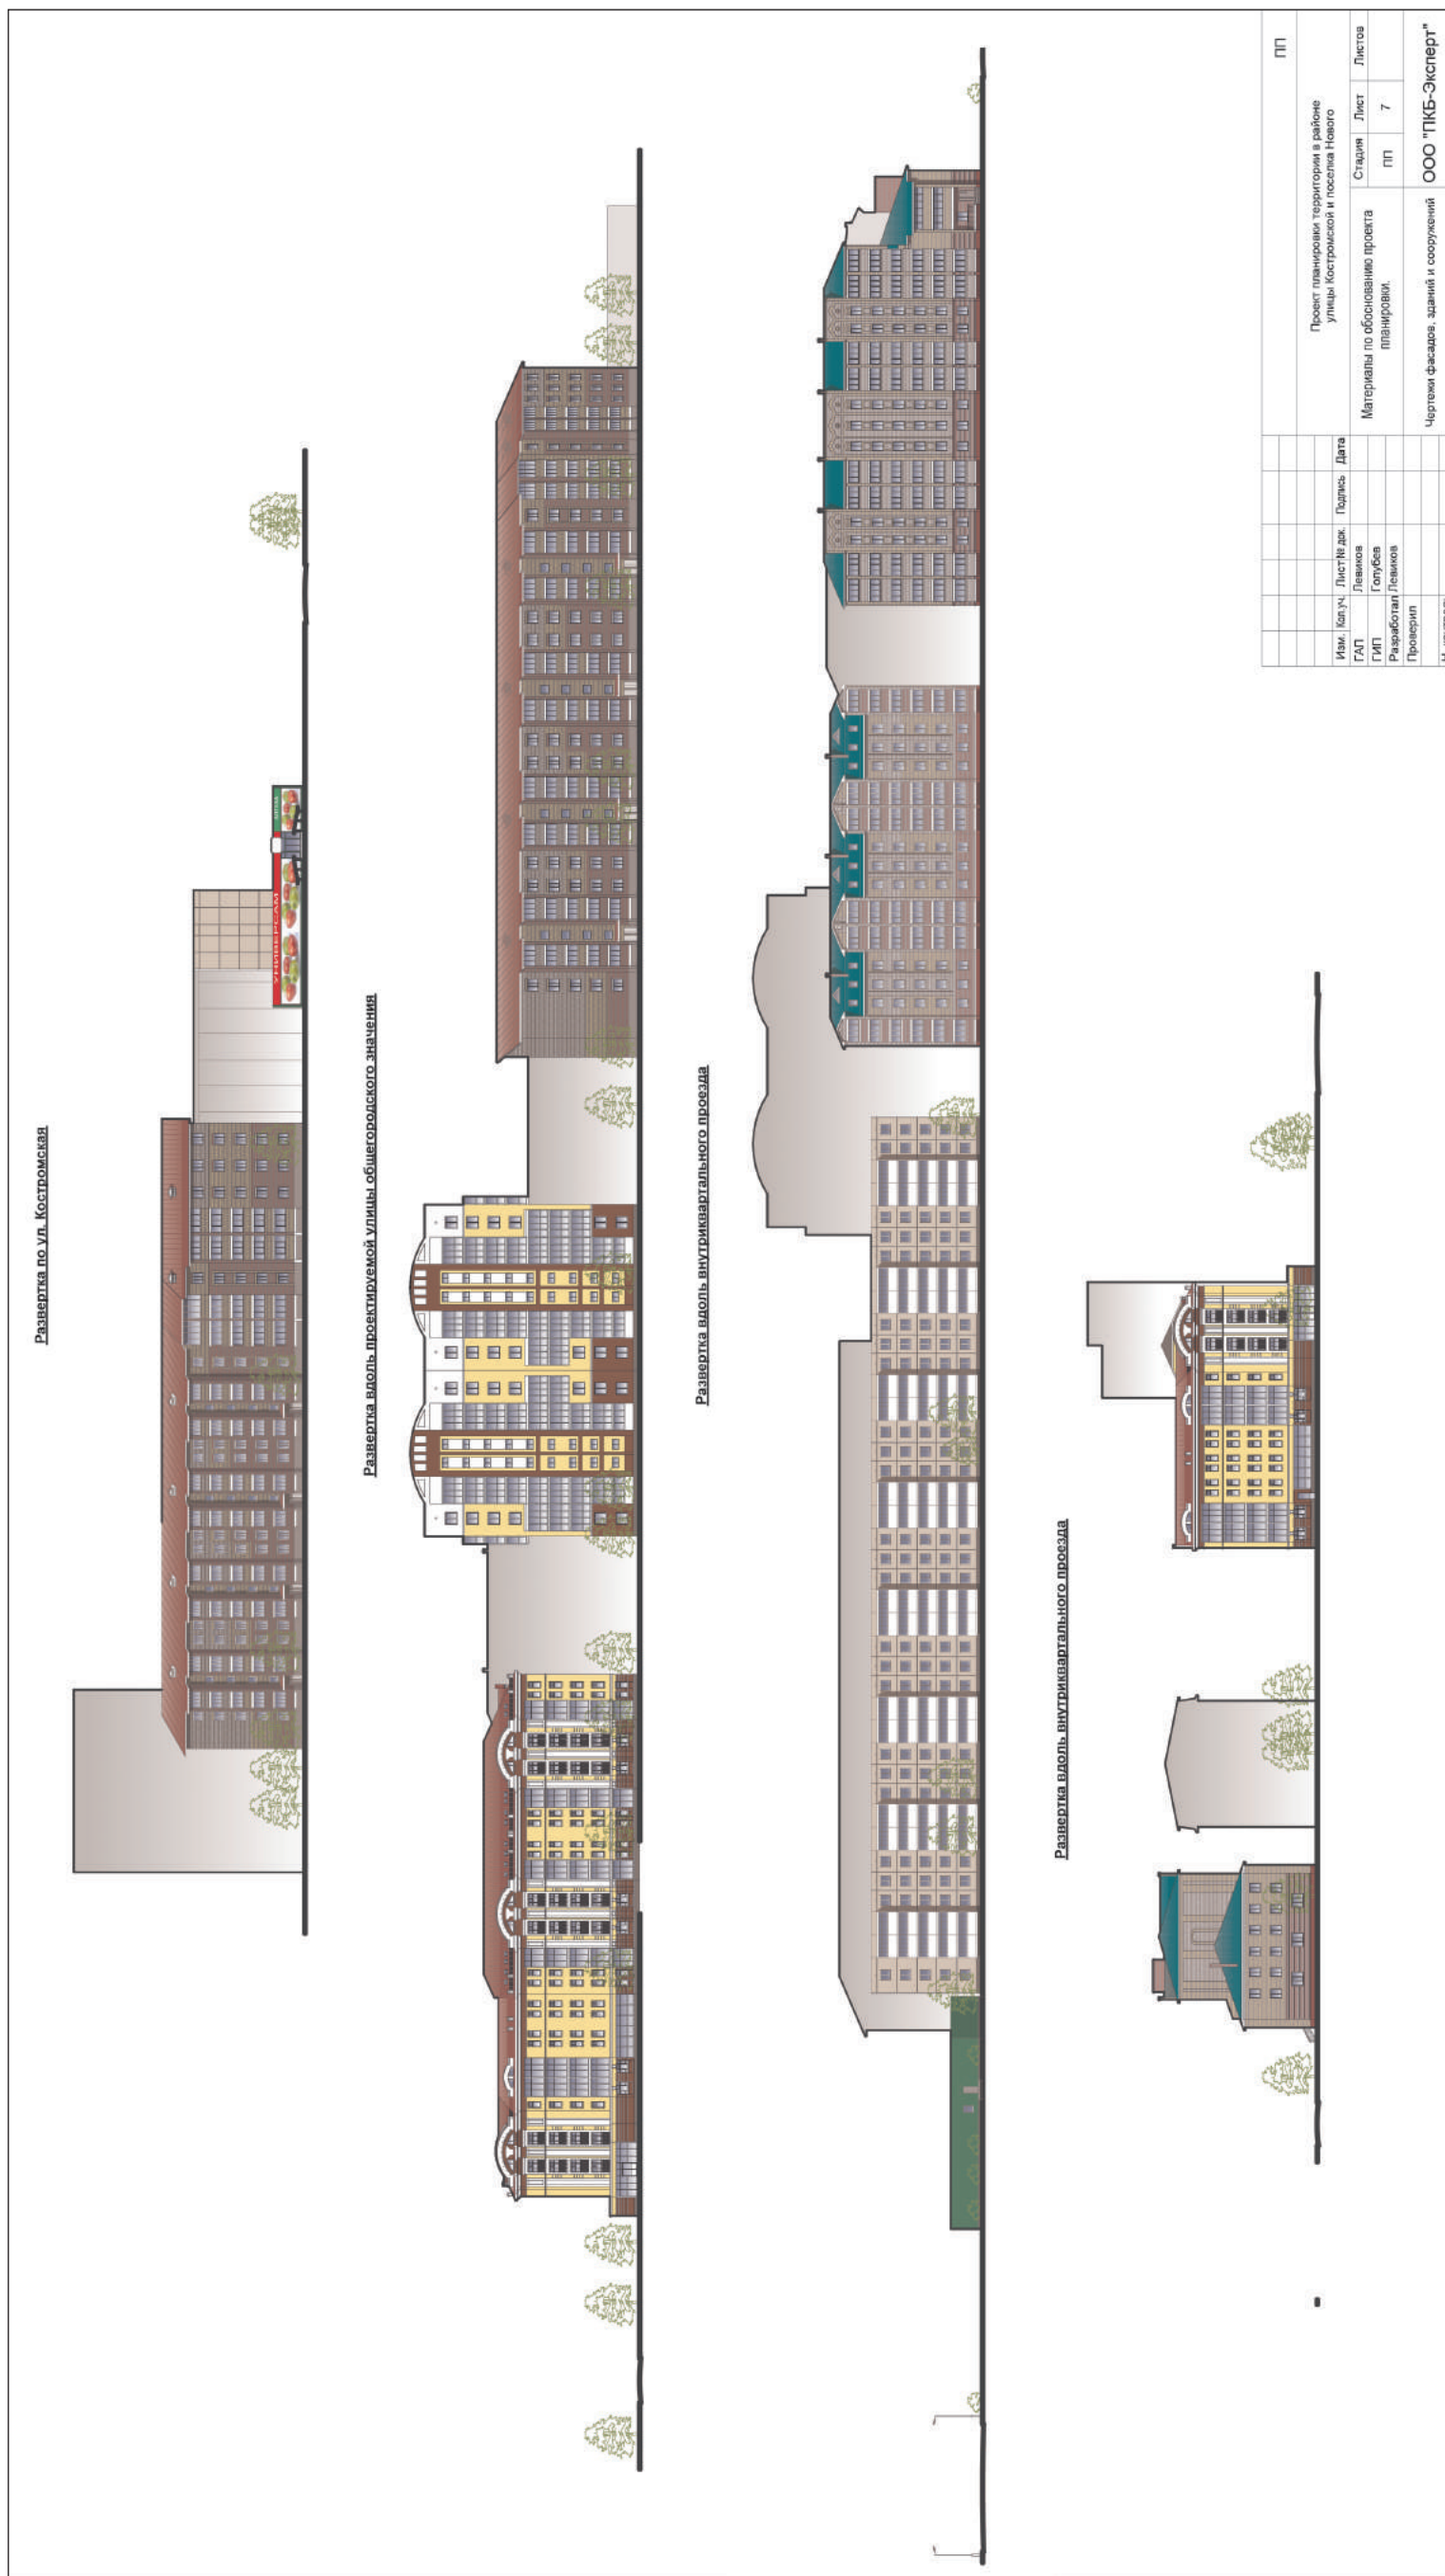 Развертка по ул. Костромская
УНИВЕРСАМ
Развертка вдоль проектируемой улицы общегородского значения
Развертка вдоль внутриквартального проезда
Развертка вдоль внутриквартального проезда
ПП
Проект планировки территории в районе
улицы Костромской и поселка Нового
Изм. Кол.уч. Лист № док. Подпись Дата
ГАП Левиков
Материалы по обоснованию проекта
планировки.
Стадия Лист Листов
ГИП Голубев
ПП 7
Разработал Левиков
Проверил
Чертежи фасадов, зданий и сооружений
ООО "ПКБ-Эксперт"